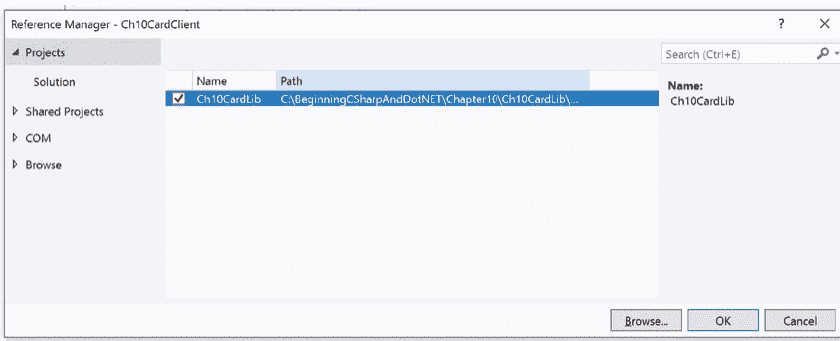 Reference Manager - Ch10CardClient
Projects
Search (Ctrl+E)
Solution
Name
Path
Name:
Ch10CardLib
C:\BeginningCSharpAndDotNET\Chapter10\Ch10CardLib\...
Ch10CardLib
Shared Projects
COM
Browse
Browse...
OK
Cancel